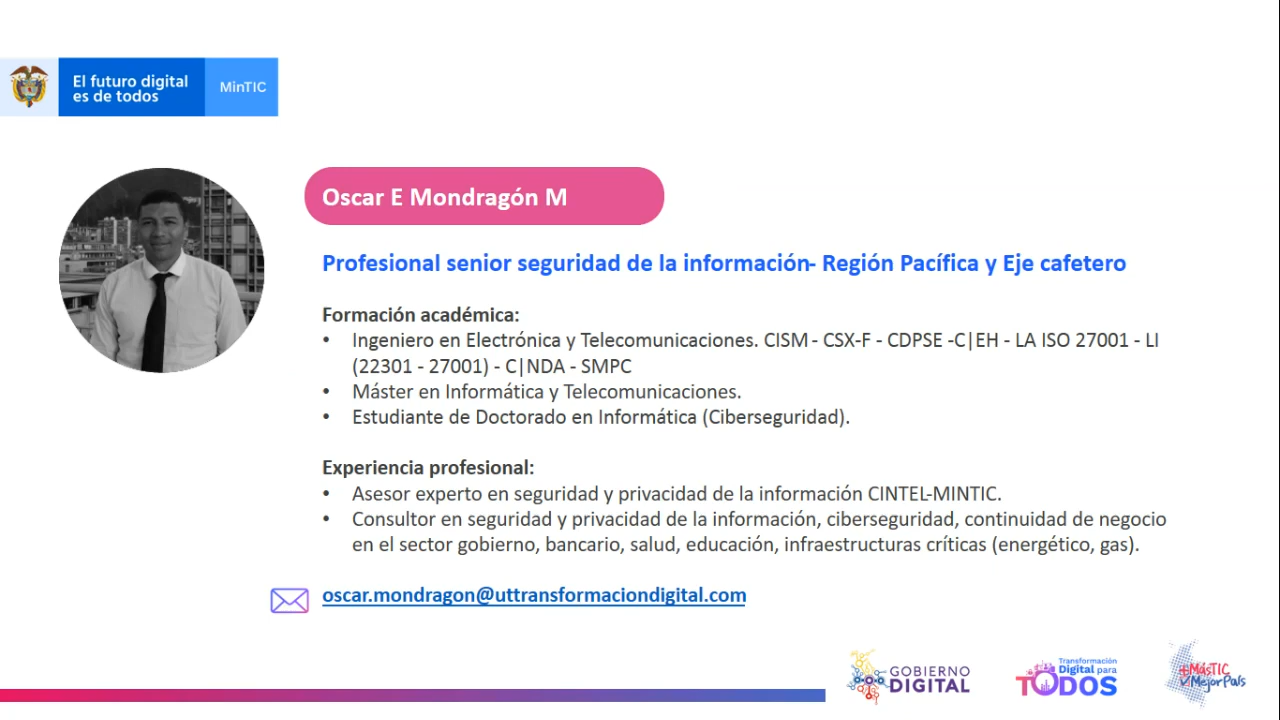 El futuro digital
es de todos
MinTIC
Oscar E Mondragón M
Profesional senior seguridad de la información- Región Pacífica y Eje cafetero
Formación académica:
• Ingeniero en Electrónica y Telecomunicaciones. CISM - CSX-F - CDPSE -C|EH - LA ISO 27001 - LI
(22301 - 27001) - C|NDA - SMPC
• Máster en Informática y Telecomunicaciones.
• Estudiante de Doctorado en Informática (Ciberseguridad).
Experiencia profesional:
• Asesor experto en seguridad y privacidad de la información CINTEL-MINTIC.
• Consultor en seguridad y privacidad de la información, ciberseguridad, continuidad de negocio
en el sector gobierno, bancario, salud, educación, infraestructuras críticas (energético, gas).
oscar.mondragon@uttransformaciondigital.com
GOBIERNO
DIGITAL
Transformación
Digital para
TODOS
+MásTIC
✓MejorPaís